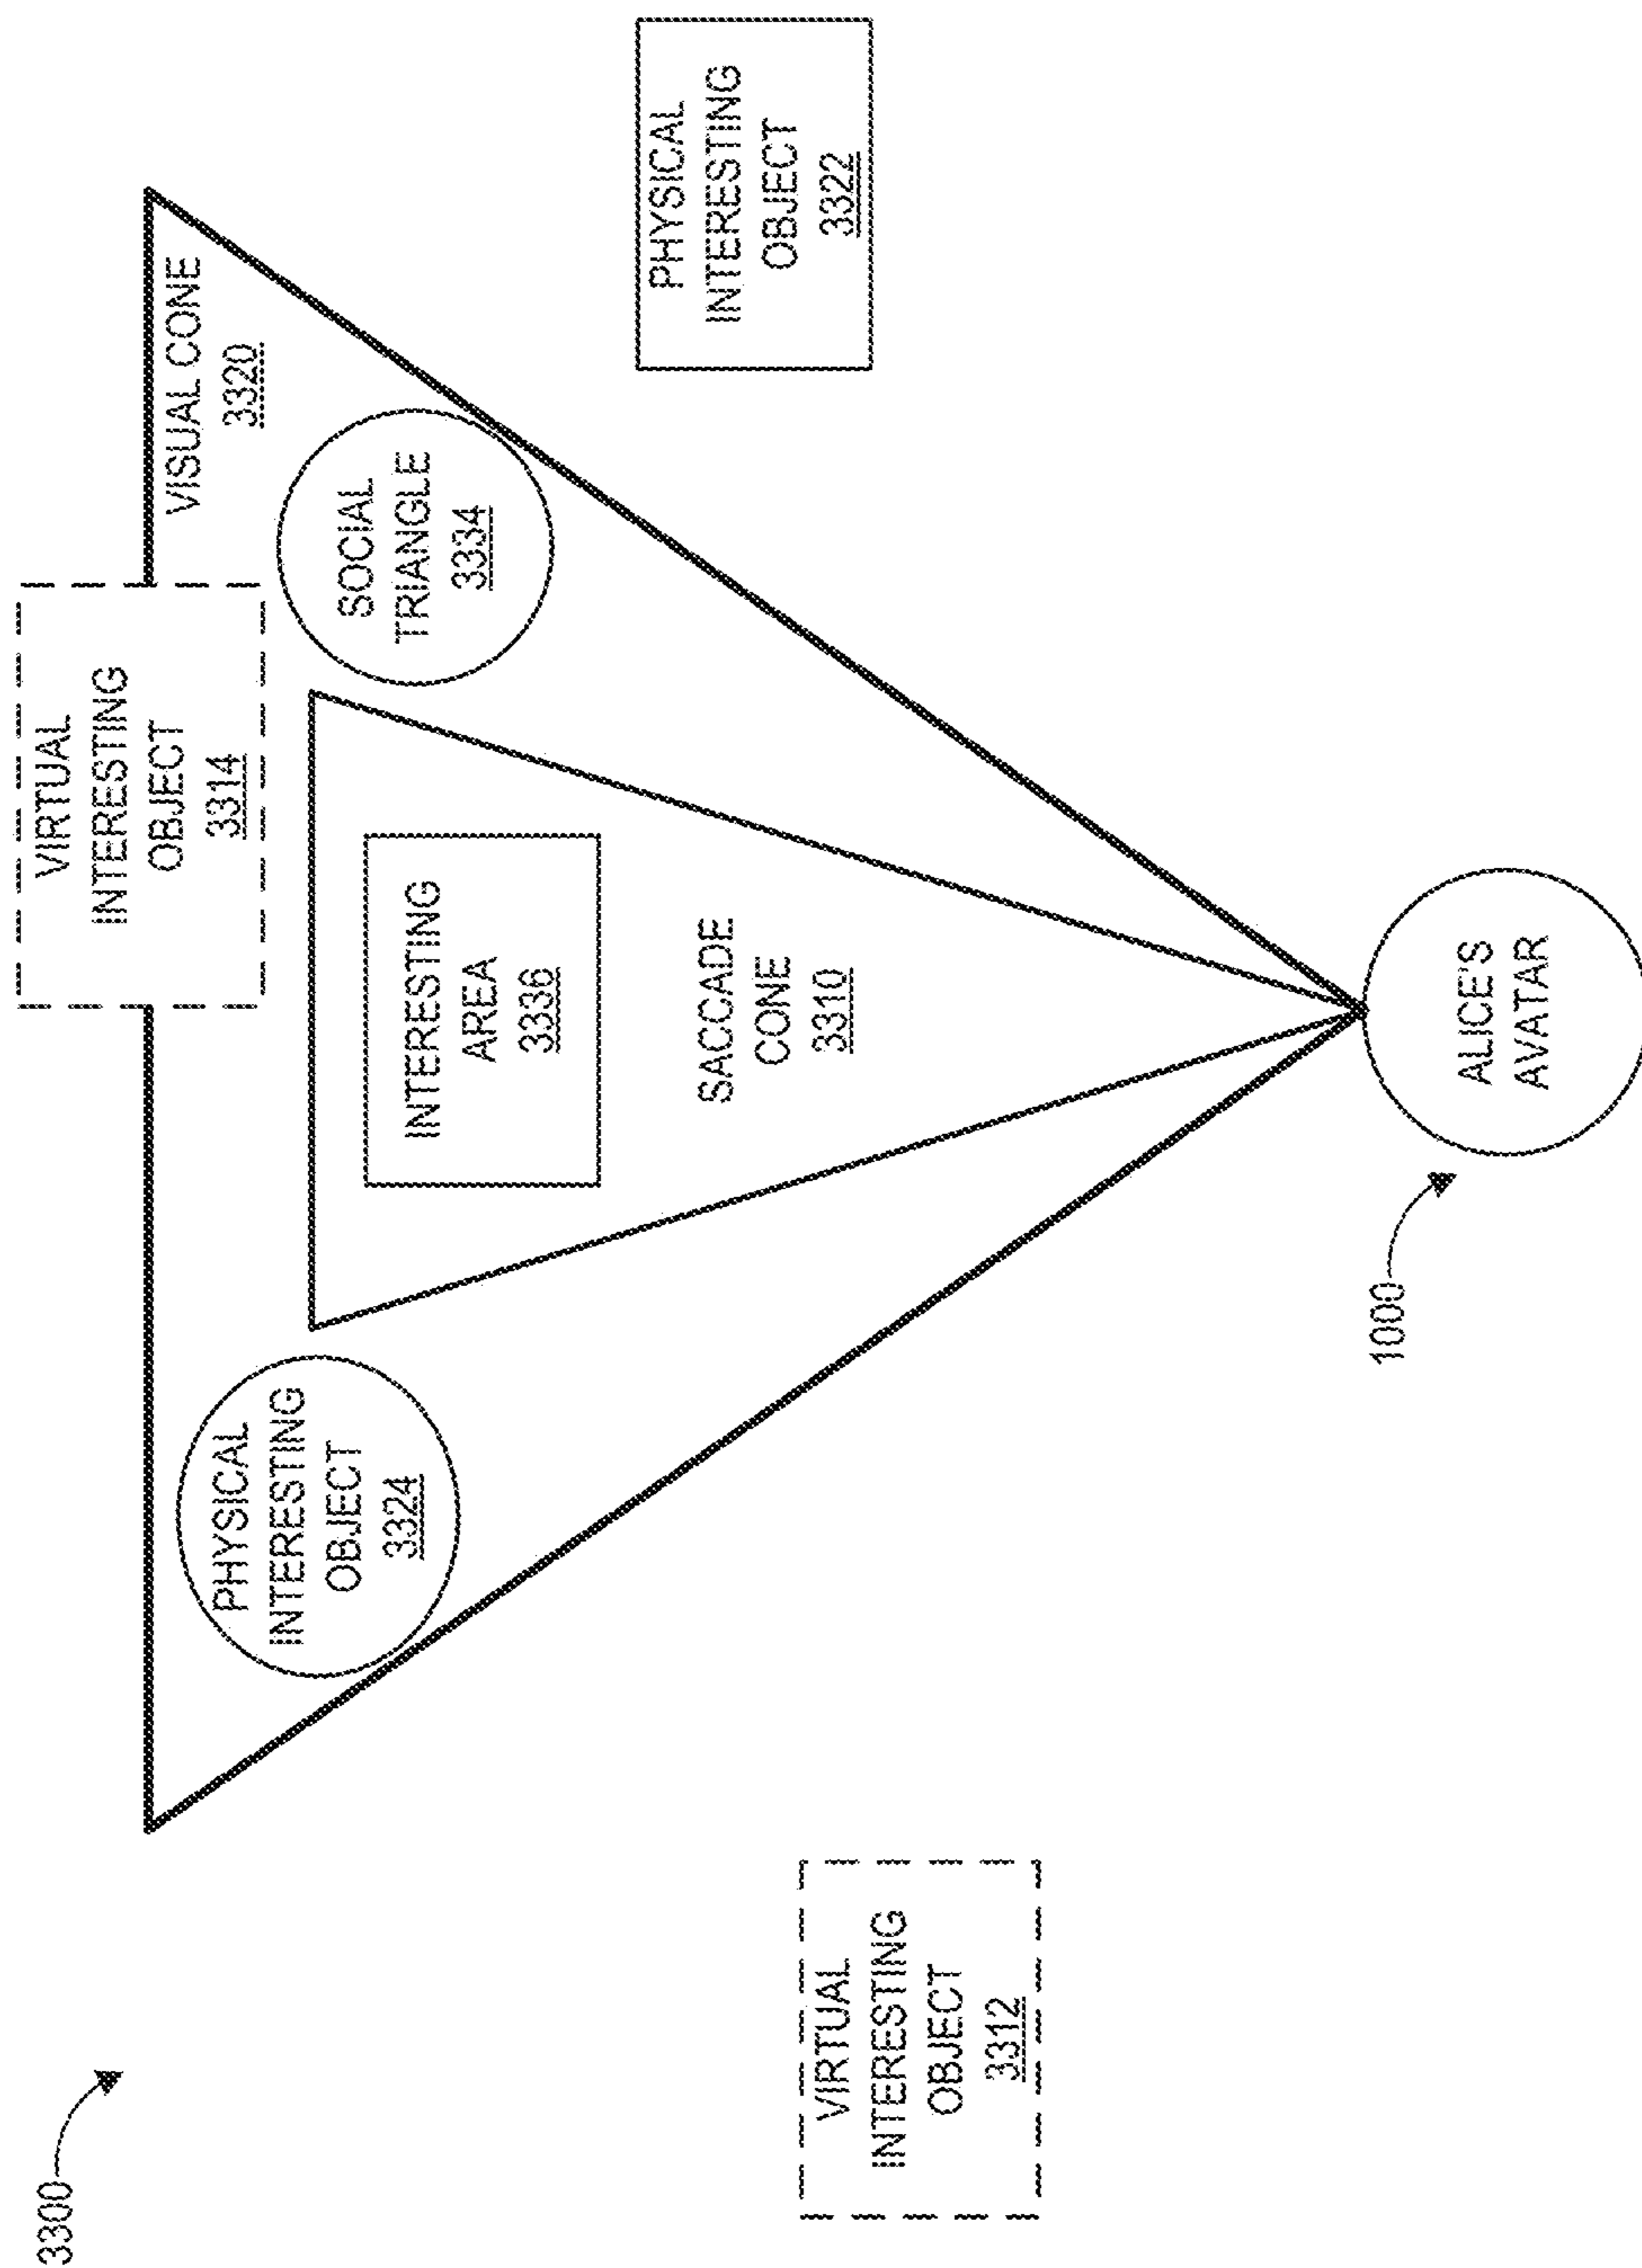 3300
VIRTUAL
INTERESTING
OBJECT
3314
VISUAL CONE
3320
PHYSICAL
INTERESTING
OBJECT
3324
SOCIAL
TRIANGLE
3334
INTERESTING
AREA
3336
SACCADE
CONE
3310
PHYSICAL
INTERESTING
OBJECT
3322
VIRTUAL
INTERESTING
OBJECT
3312
1000
ALICE'S
AVATAR